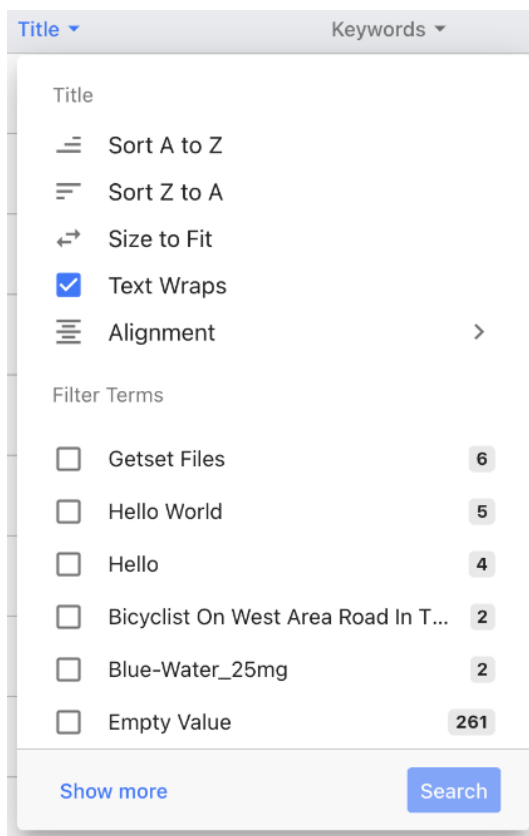 Title Keywords
Title
Sort A to Z
Sort Z to A
Size to Fit
Text Wraps
Alignment
Filter Terms
Getset Files 6
Hello World 5
Hello 4
Bicyclist On West Area Road In T... 2
Blue-Water_25mg 2
Empty Value 261
Show more Search